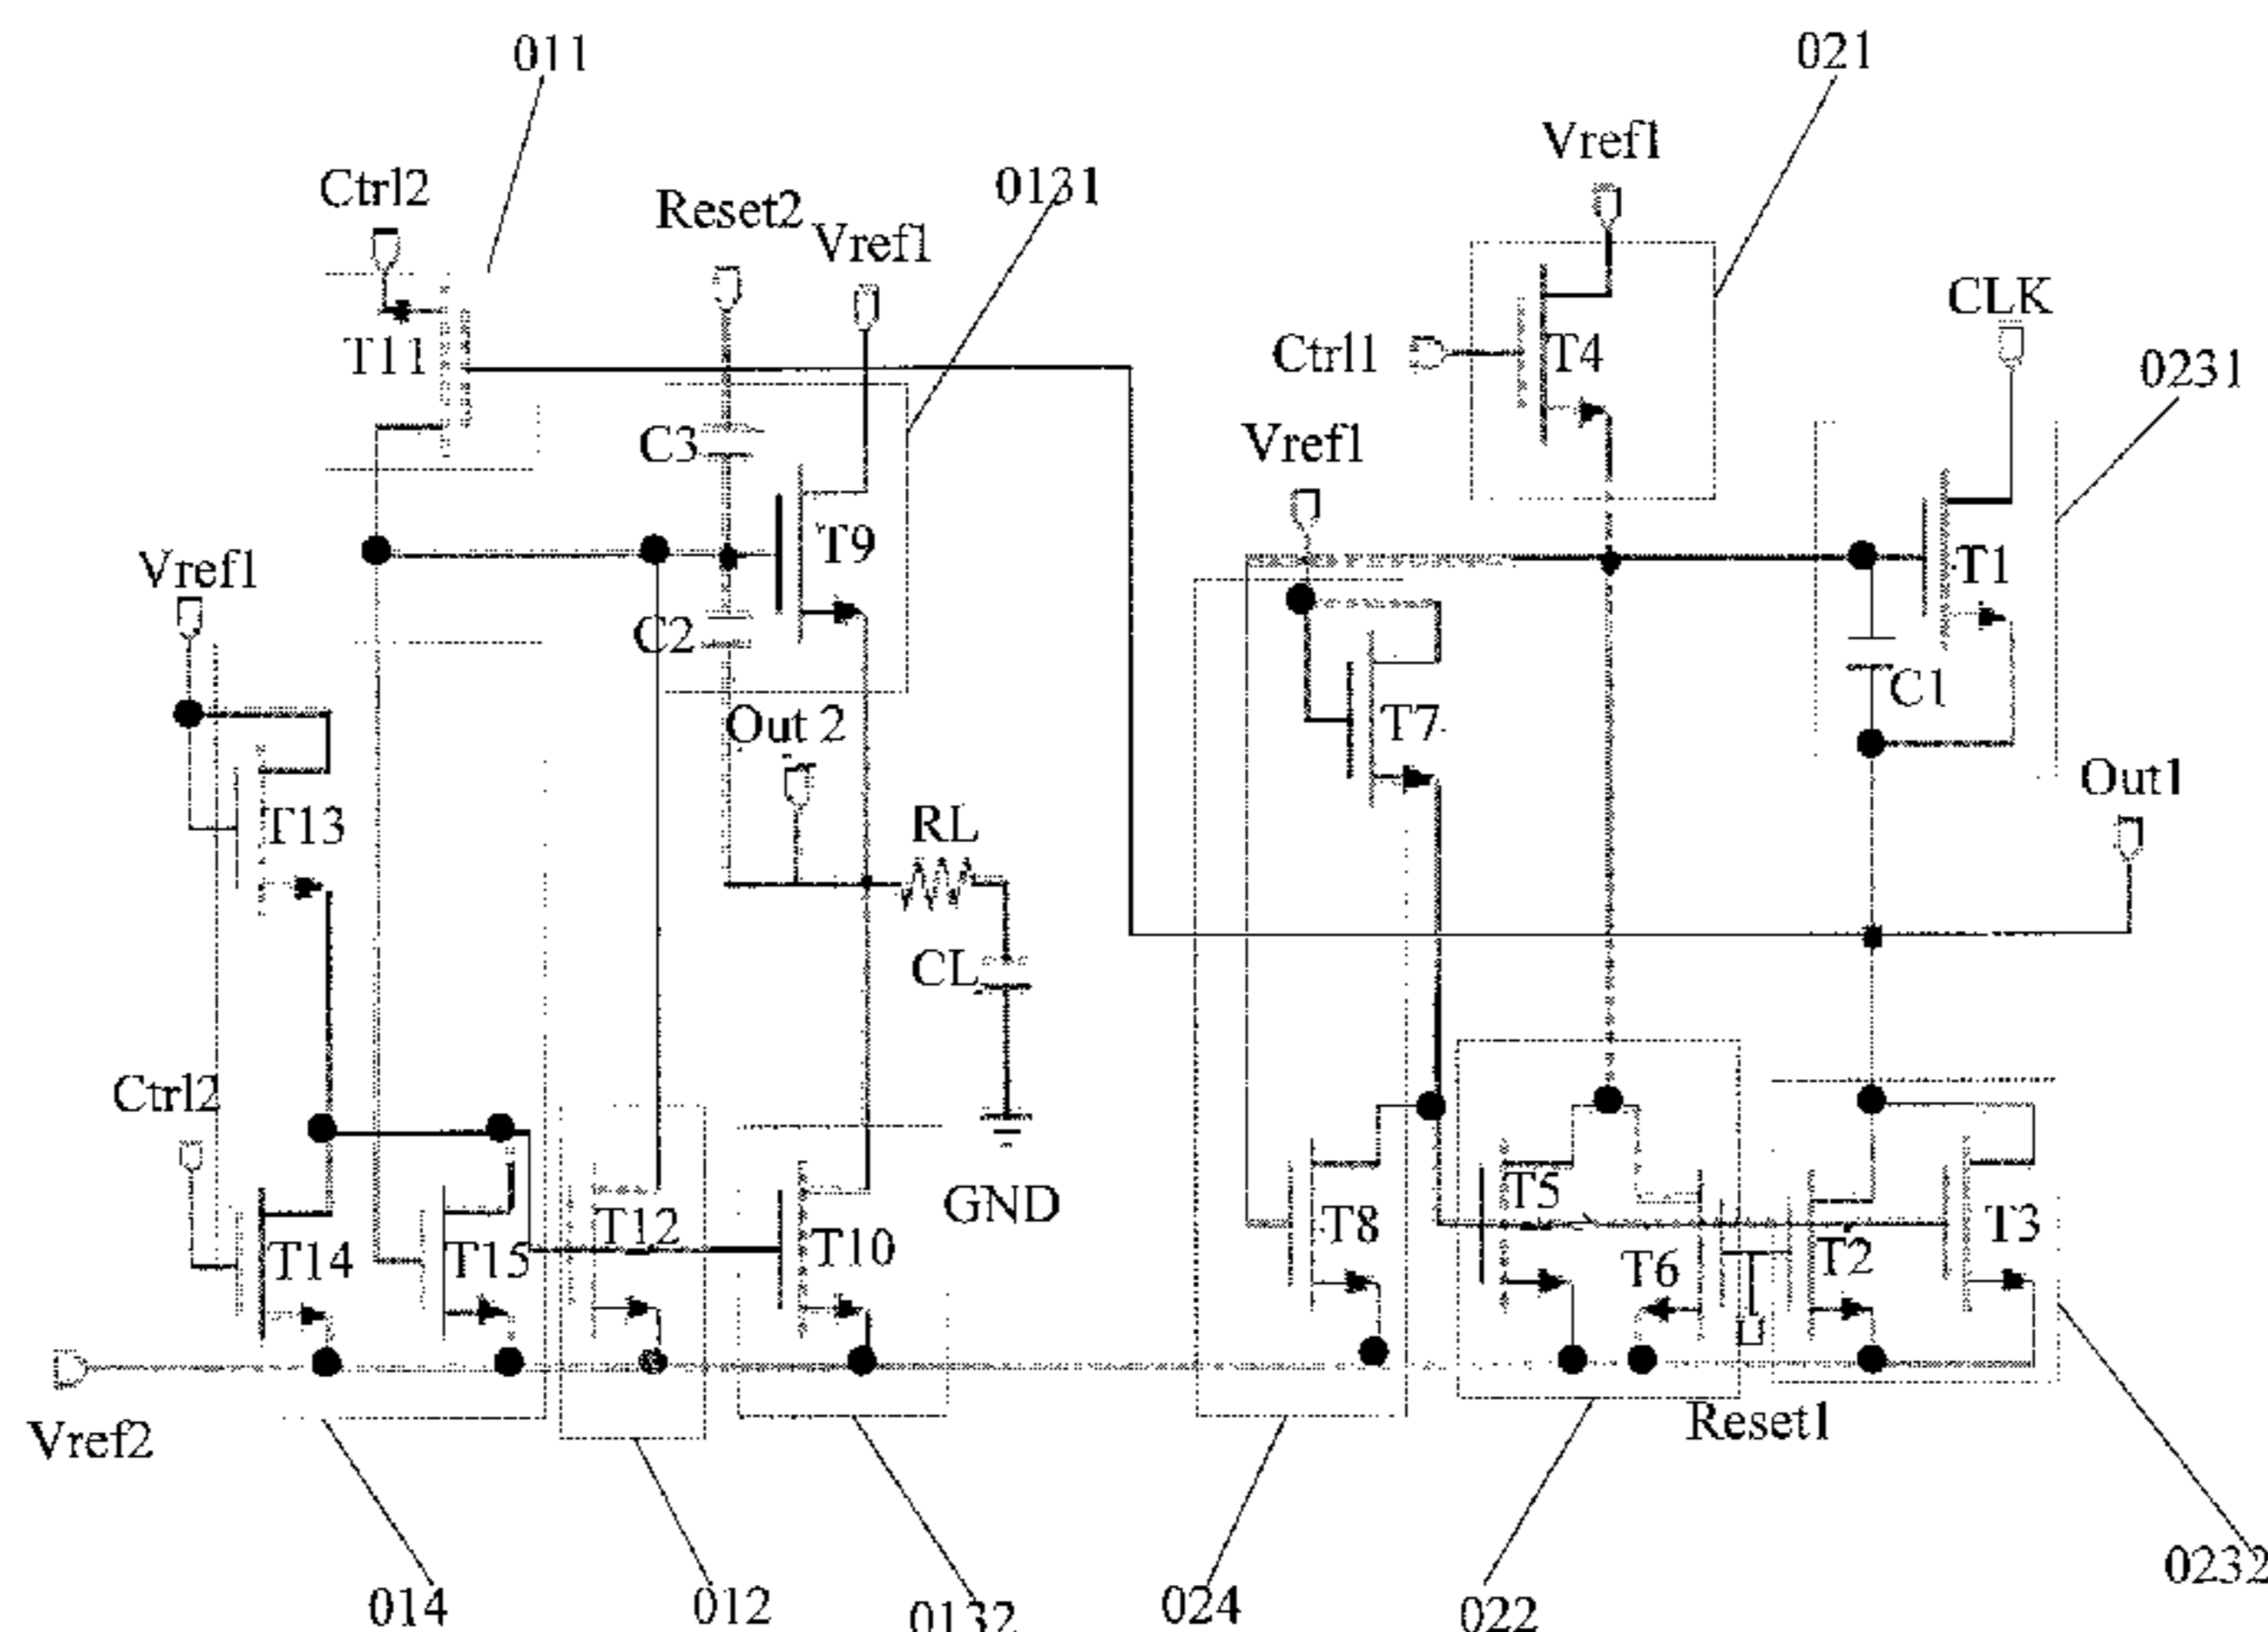 011
021
Vref1
Ctrl2
Reset2
0131
Vref1
CLK
T11
Ctrl1
T4
0231
C3
Vref1
T9
T1
Vref1
C2
C1
Out 2
T7
Out1
T13
RL
CL
Ctrl2
T5
GND
T12
T8
T3
T14
T15
T10
T6
T2
Vref2
Reset1
014
012
0132
024
022
0232